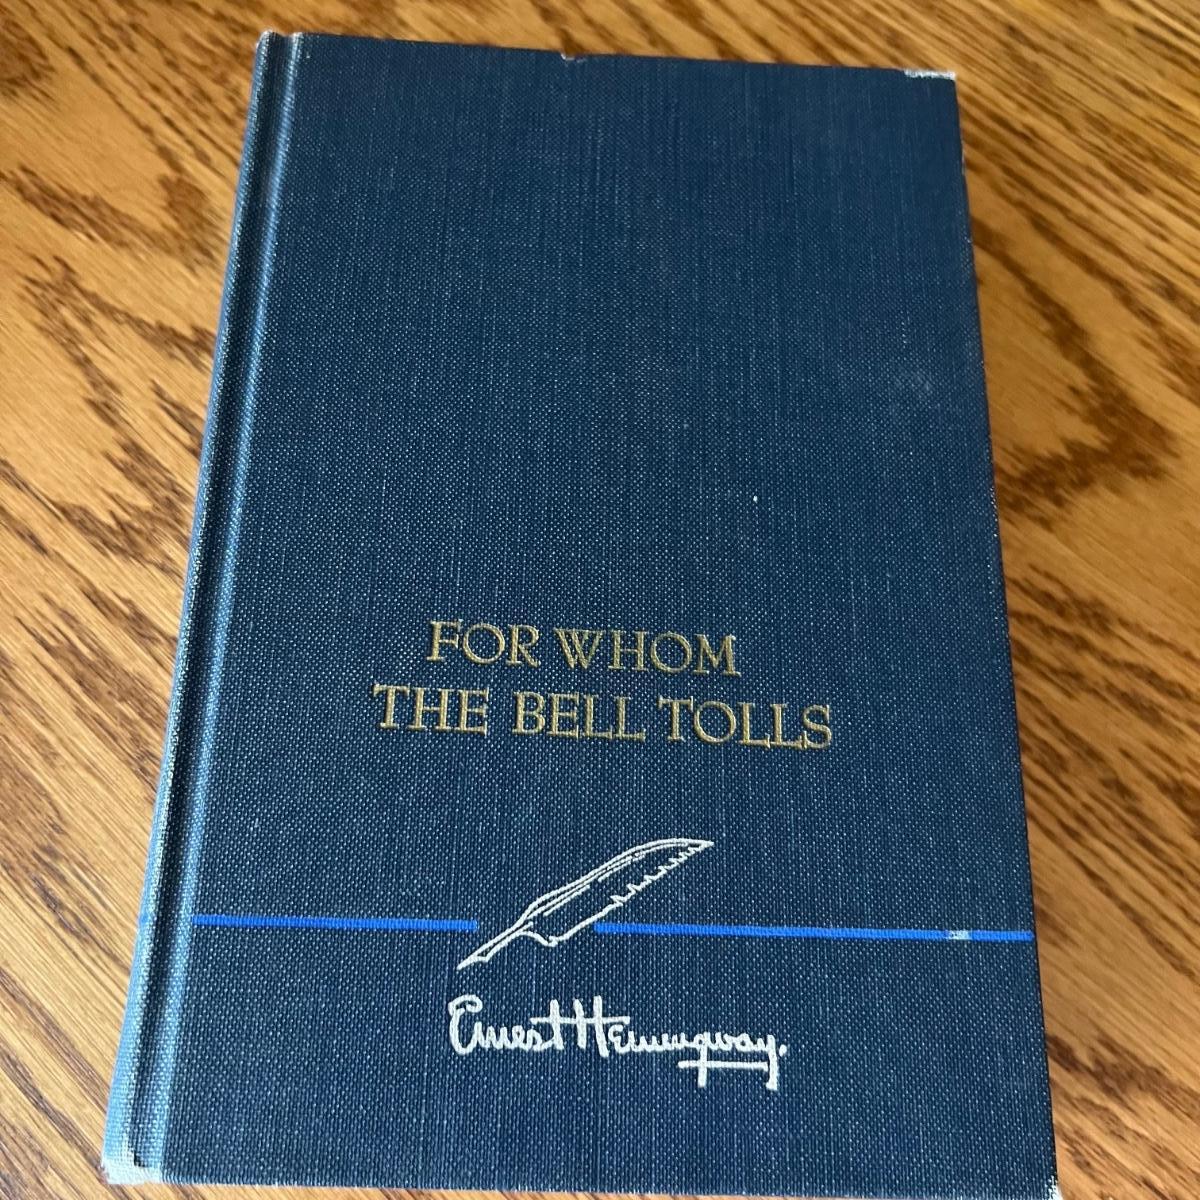 FOR WHOM
THE BELL TOLLS
Ernest Hemingway.